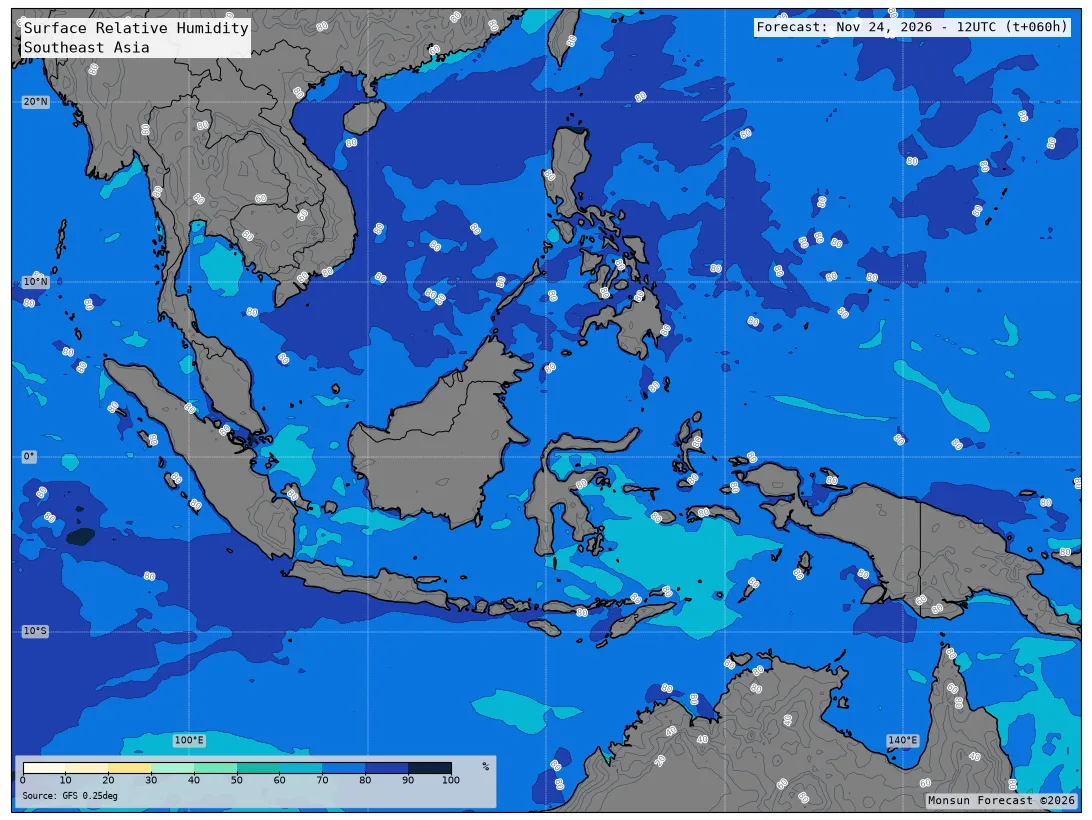 Surface Relative Humidity
Southeast Asia
Forecast: Nov 24, 2026 - 12UTC (t+060h)
20°N
10°N
0°
10°S
100°E
140°E
0 10 20 30 40 50 60 70 80 90 100 %
Source: GFS 0.25deg
Monsun Forecast ©2026